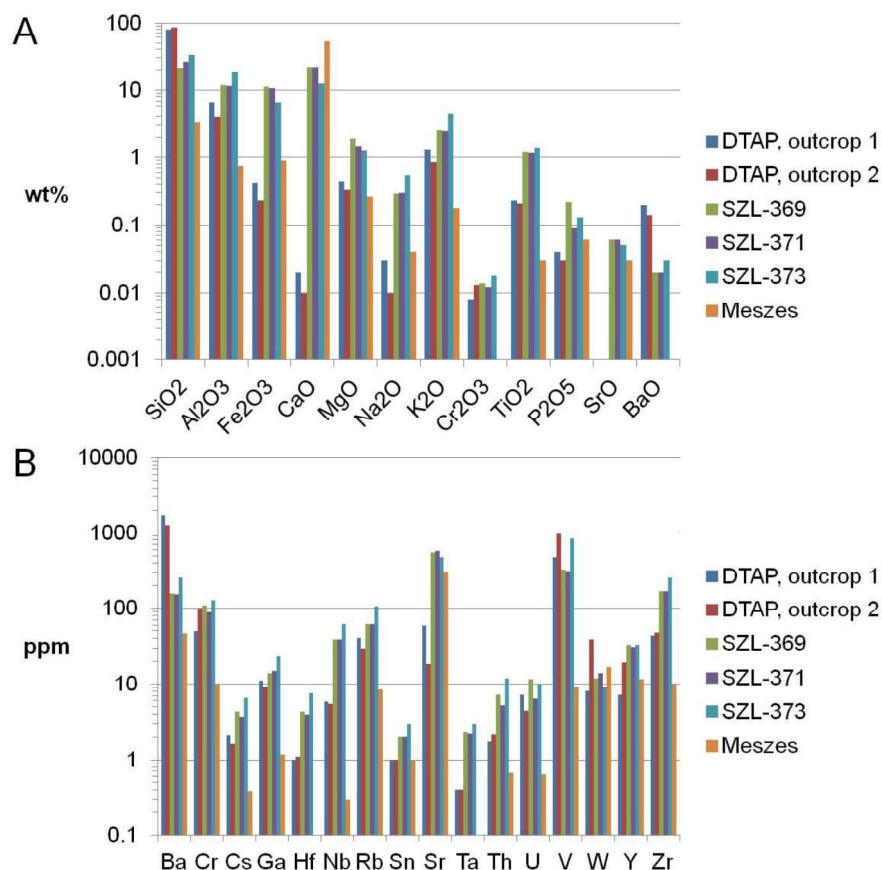 A
100
10
1
0.1
0.01
0.001
wt%
SiO2
Al2O3
Fe2O3
CaO
MgO
Na2O
K2O
Cr2O3
TiO2
P2O5
SrO
BaO
DTAP, outcrop 1
DTAP, outcrop 2
SZL-369
SZL-371
SZL-373
Meszes
B
10000
1000
100
10
1
0.1
ppm
Ba Cr Cs Ga Hf Nb Rb Sn Sr Ta Th U V W Y Zr
DTAP, outcrop 1
DTAP, outcrop 2
SZL-369
SZL-371
SZL-373
Meszes